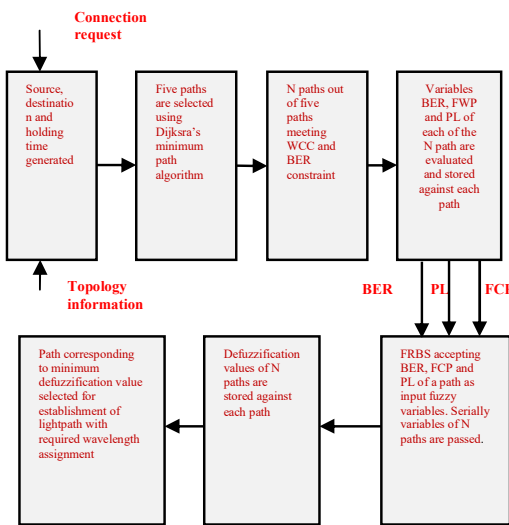 Connection
request
Source,
destinatio
n and
holding
time
generated
Five paths
are selected
using
Dijksra's
minimum
path
algorithm
N paths out
of five
paths
meeting
WCC and
BER
constraint
Variables
BER, FWP
and PL of
each of the
N path are
evaluated
and stored
against each
path
Topology
information
BER
PL
FCP
Path corresponding
to minimum
defuzzification value
selected for
establishment of
lightpath with
required wavelength
assignment
Defuzzification
values of N
paths are
stored against
each path
FRBS accepting
BER, FCP and
PL of a path as
input fuzzy
variables. Serially
variables of N
paths are passed.